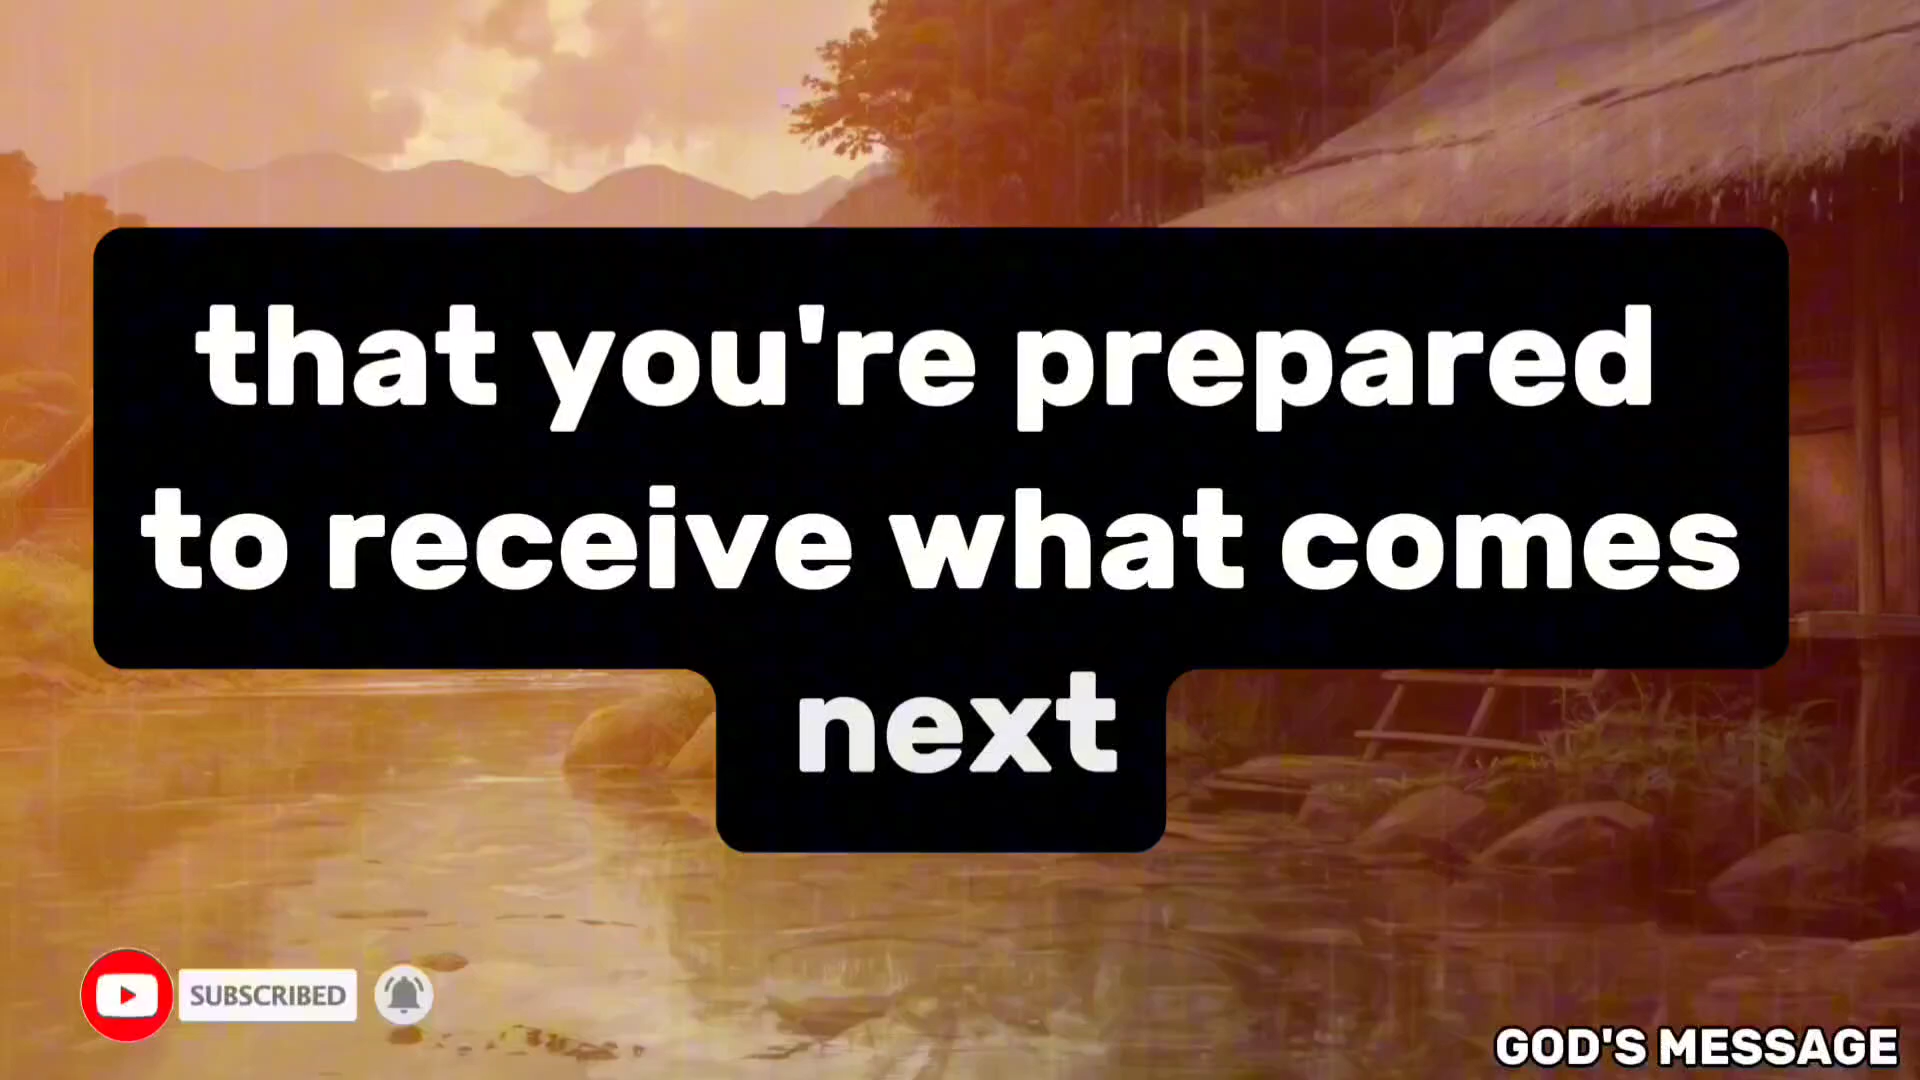 that you're prepared
to receive what comes
next
SUBSCRIBED
GOD'S MESSAGE